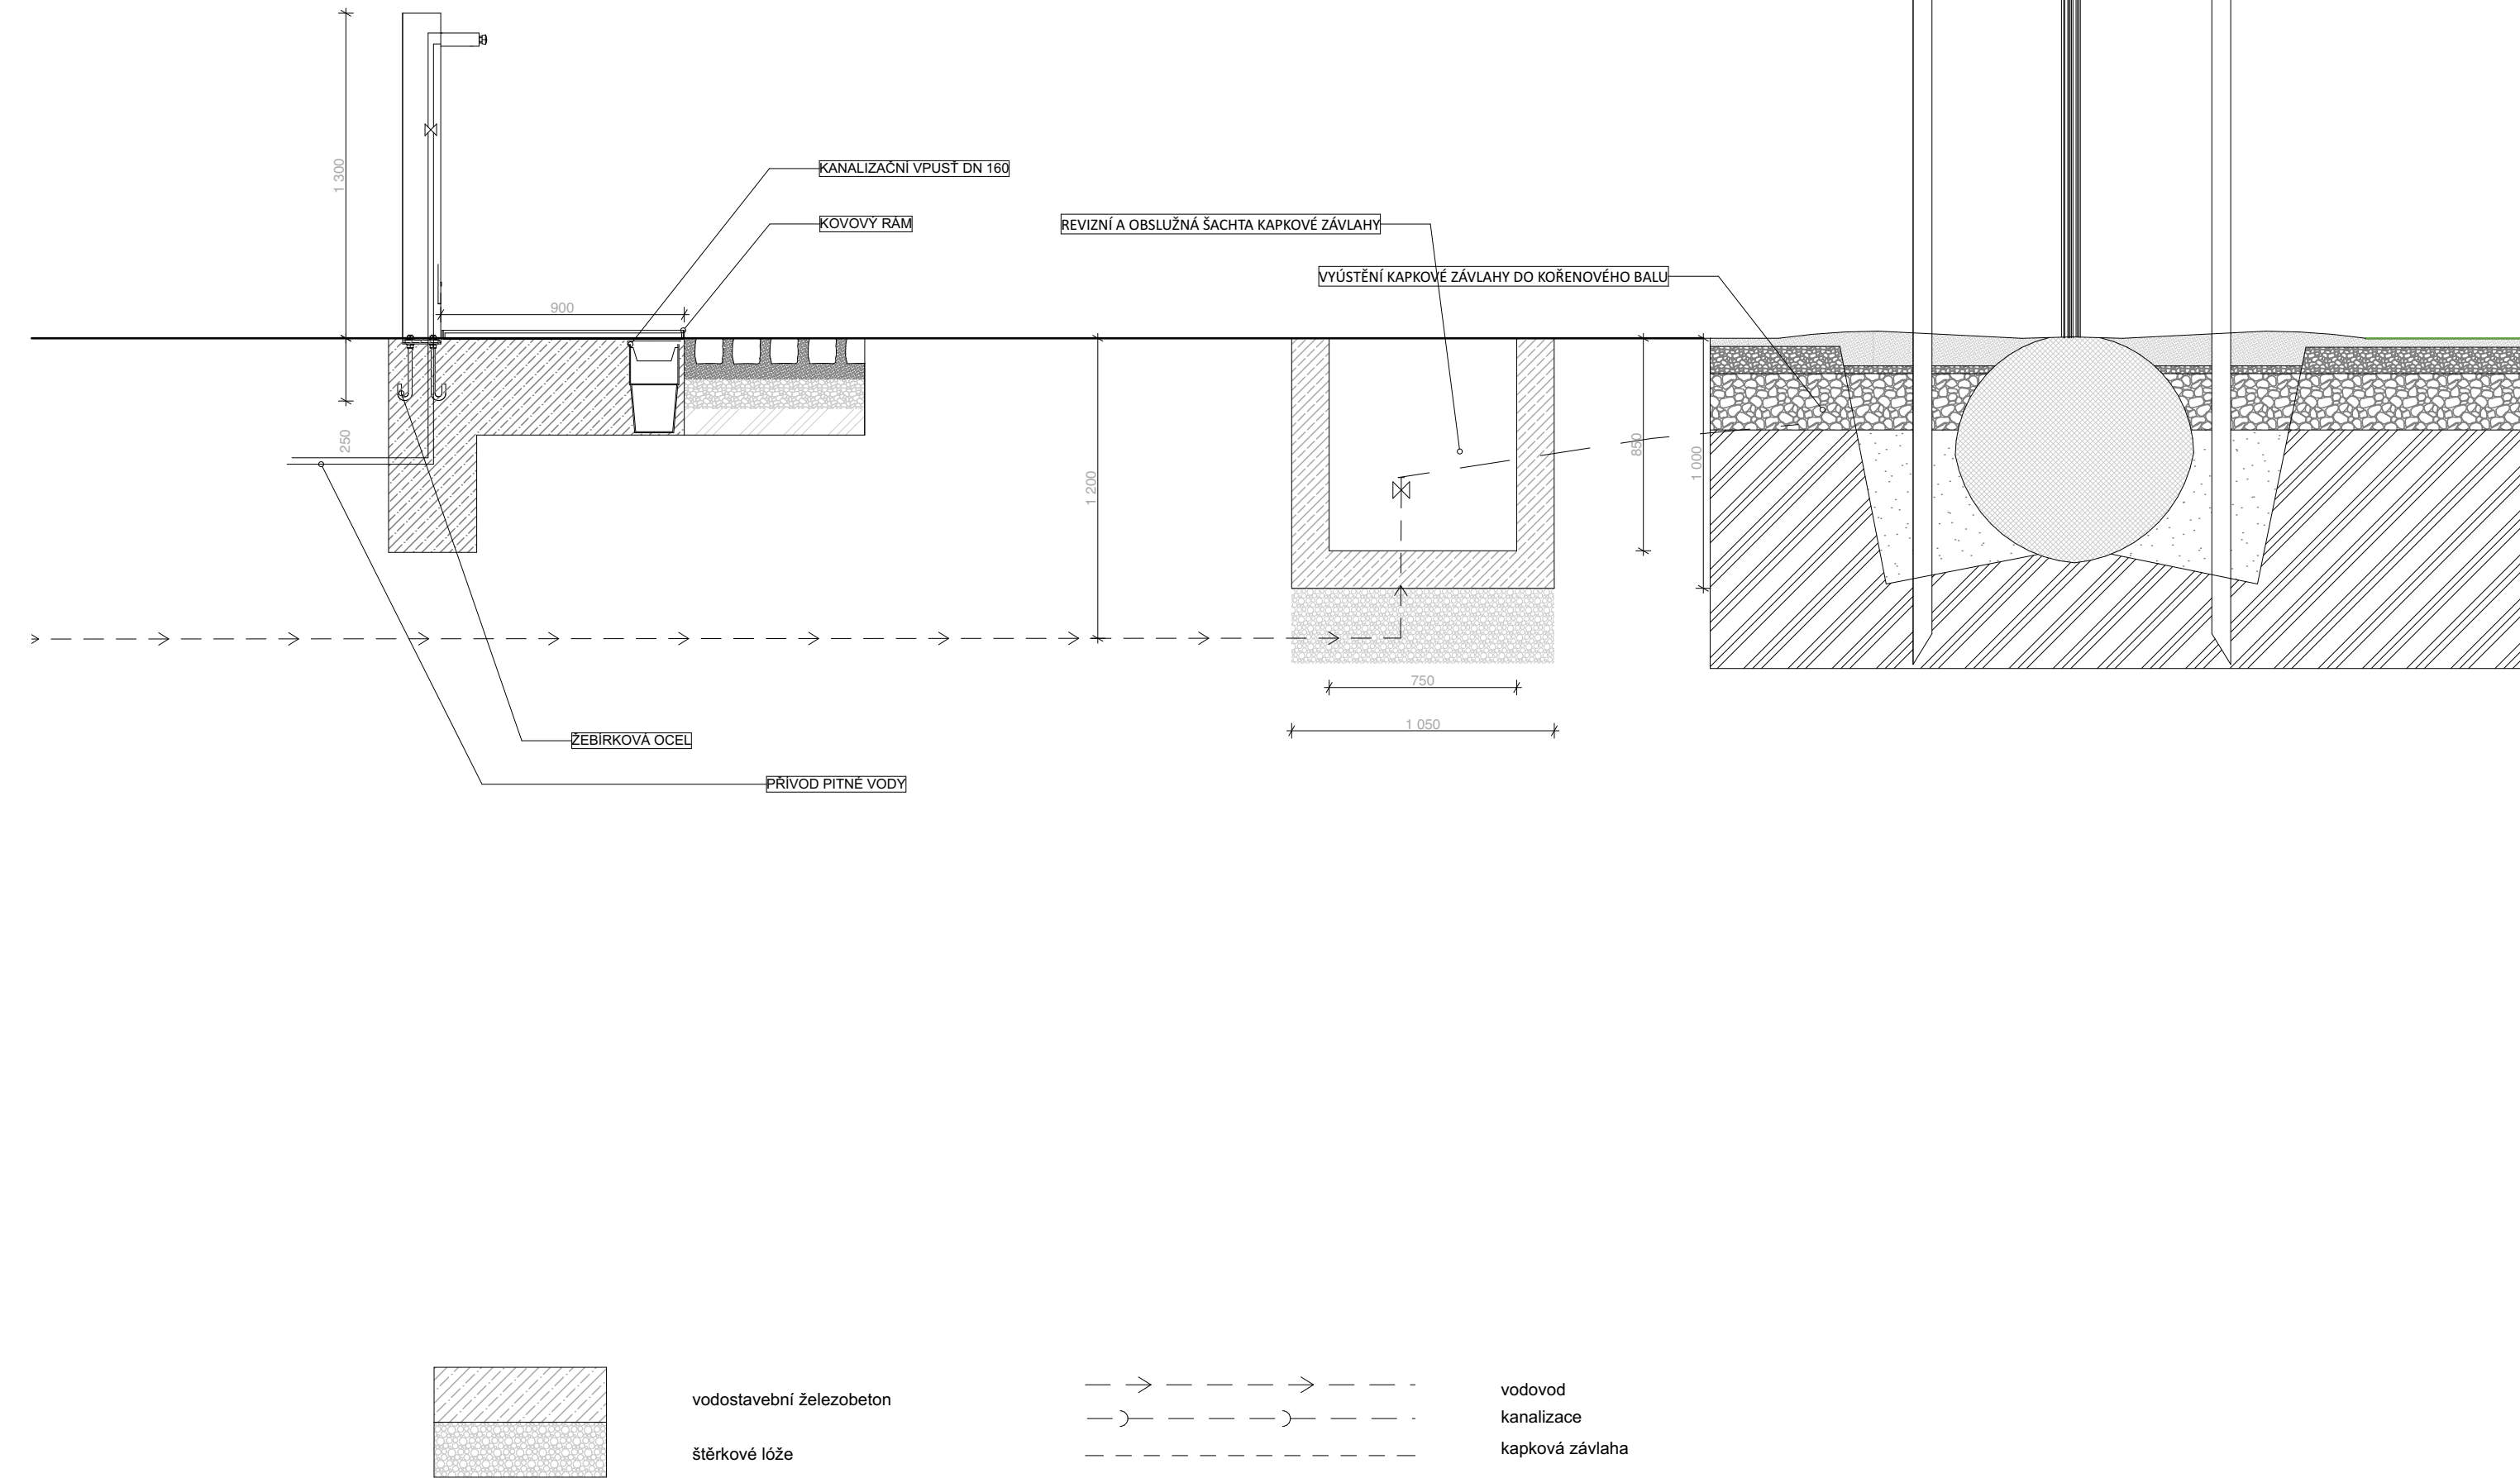 1 300
KANALIZAČNÍ VPUSŤ DN 160
KOVOVÝ RÁM
REVIZNÍ A OBSLUŽNÁ ŠACHTA KAPKOVÉ ZÁVLAHY
VYÚSTĚNÍ KAPKOVÉ ZÁVLAHY DO KOŘENOVÉHO BALU
900
250
1 200
850
1 000
750
1 050
ŽEBÍRKOVÁ OCEL
PŘÍVOD PITNÉ VODY
vodostavební železobeton
štěrkové lóže
vodovod
kanalizace
kapková závlaha